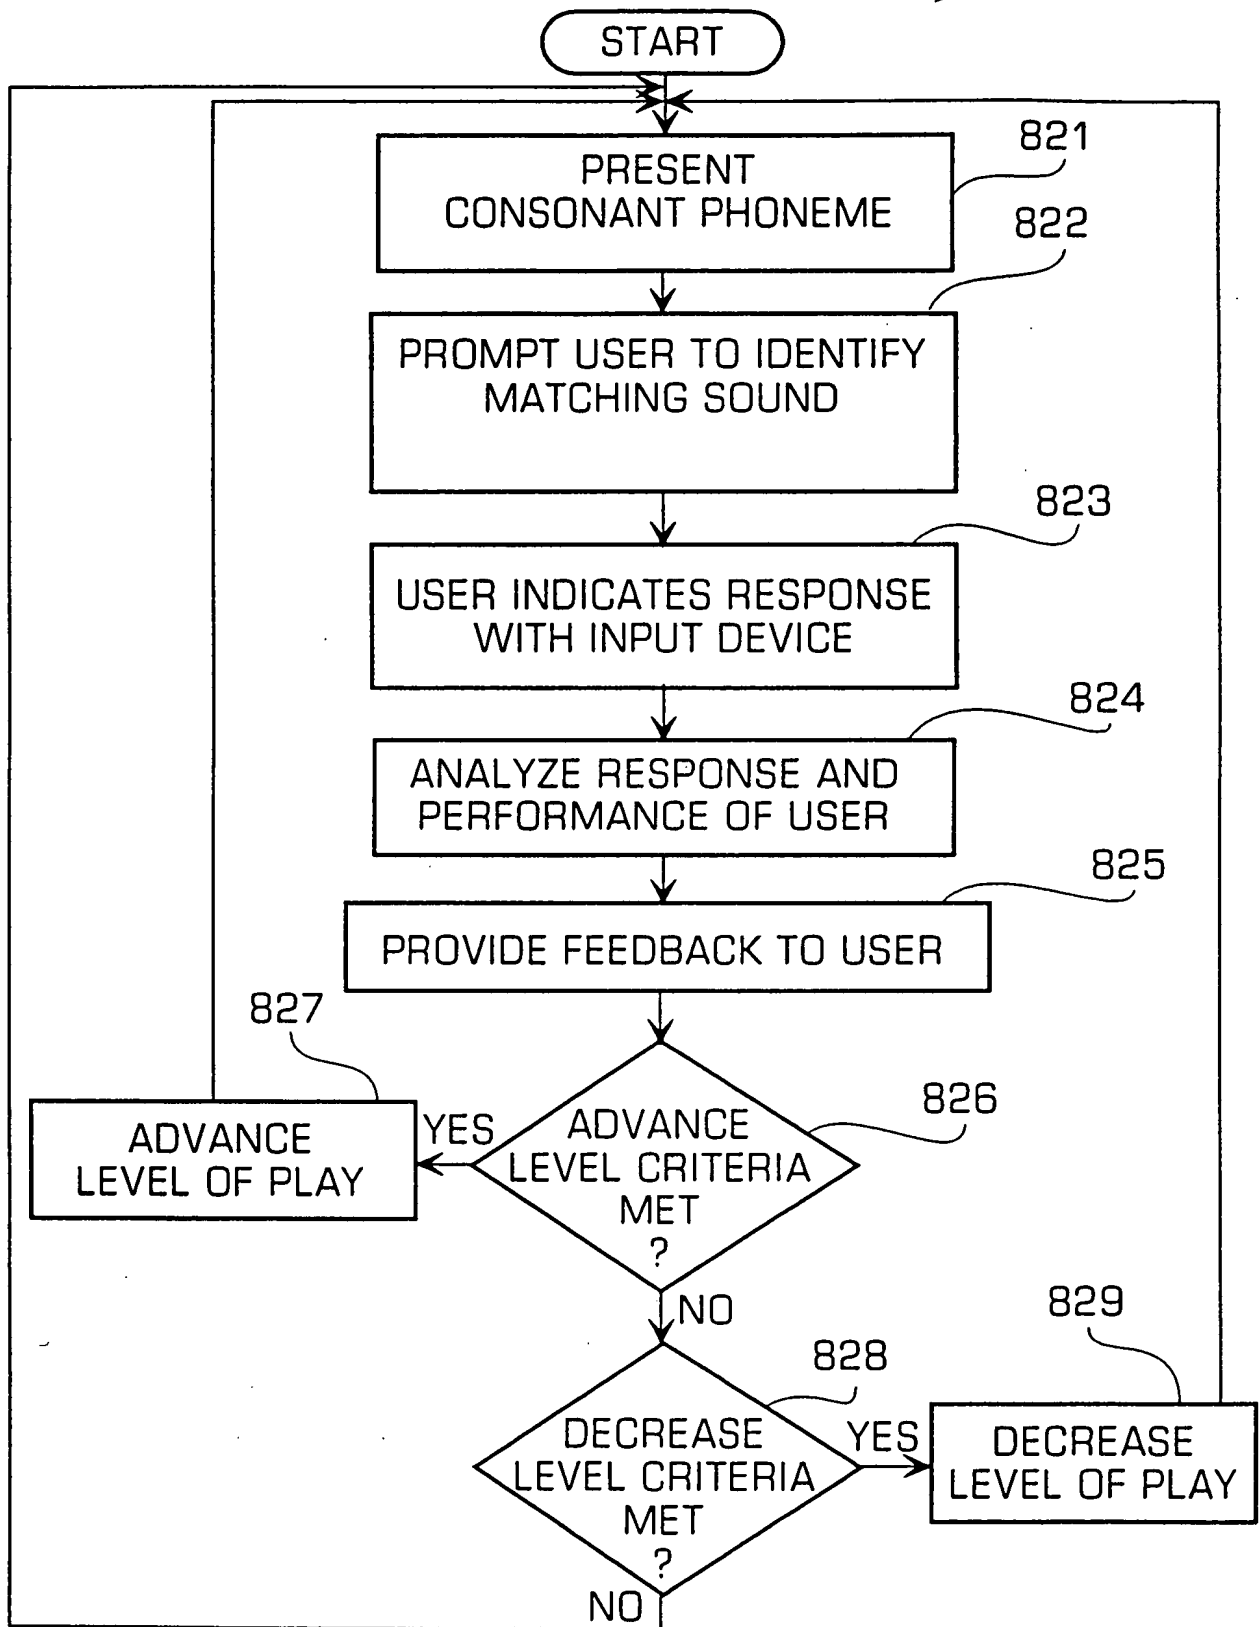 START
821
PRESENT
CONSONANT PHONEME
822
PROMPT USER TO IDENTIFY
MATCHING SOUND
823
USER INDICATES RESPONSE
WITH INPUT DEVICE
824
ANALYZE RESPONSE AND
PERFORMANCE OF USER
825
PROVIDE FEEDBACK TO USER
827
826
ADVANCE
LEVEL OF PLAY
YES
ADVANCE
LEVEL CRITERIA
MET
?
NO
829
828
DECREASE
LEVEL CRITERIA
MET
?
YES
DECREASE
LEVEL OF PLAY
NO